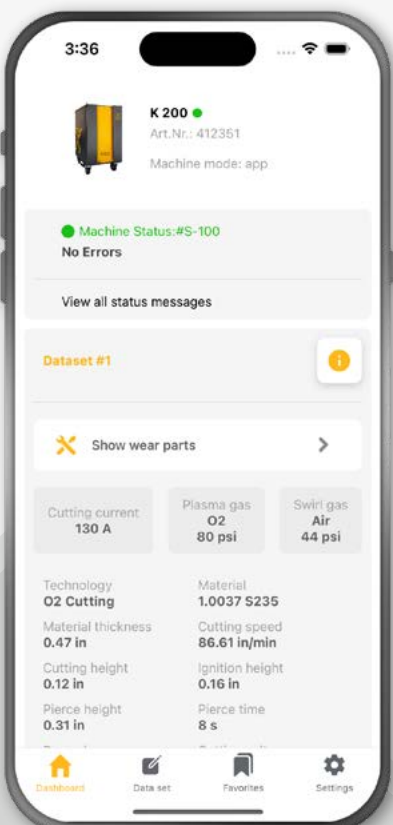 3:36
K 200
Art.Nr.: 412351
Machine mode: app
Machine Status:#S-100
No Errors
View all status messages
Dataset #1
Show wear parts
Cutting current
130 A
Plasma gas
O2
80 psi
Swirl gas
Air
44 psi
Technology
O2 Cutting
Material
1.0037 S235
Material thickness
0.47 in
Cutting speed
86.61 in/min
Cutting height
0.12 in
Ignition height
0.16 in
Pierce height
0.31 in
Pierce time
8 s
Dashboard
Data set
Favorites
Settings